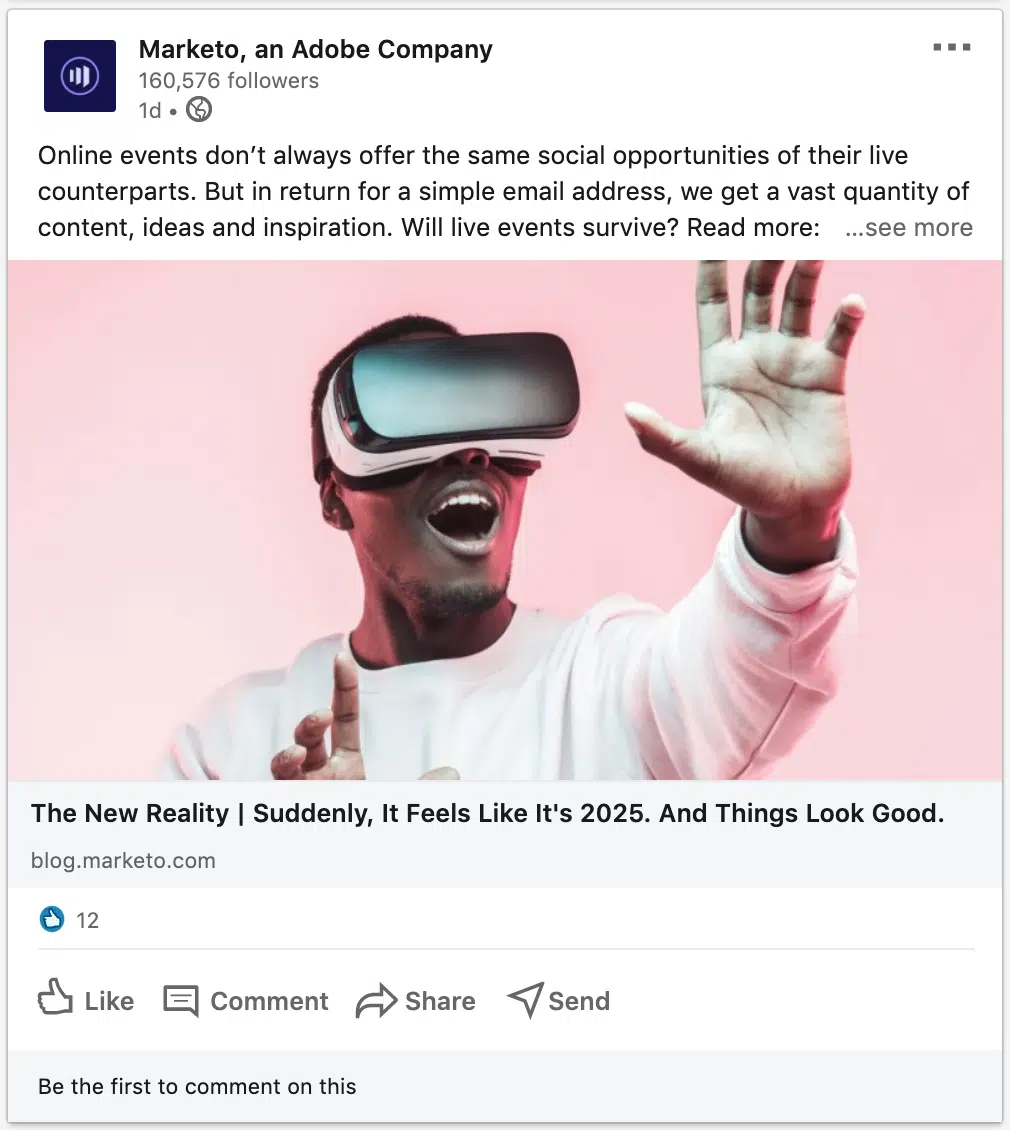 Marketo, an Adobe Company
160,576 followers
1d •
Online events don’t always offer the same social opportunities of their live
counterparts. But in return for a simple email address, we get a vast quantity of
content, ideas and inspiration. Will live events survive? Read more: ...see more
The New Reality | Suddenly, It Feels Like It's 2025. And Things Look Good.
blog.marketo.com
12
Like Comment Share Send
Be the first to comment on this